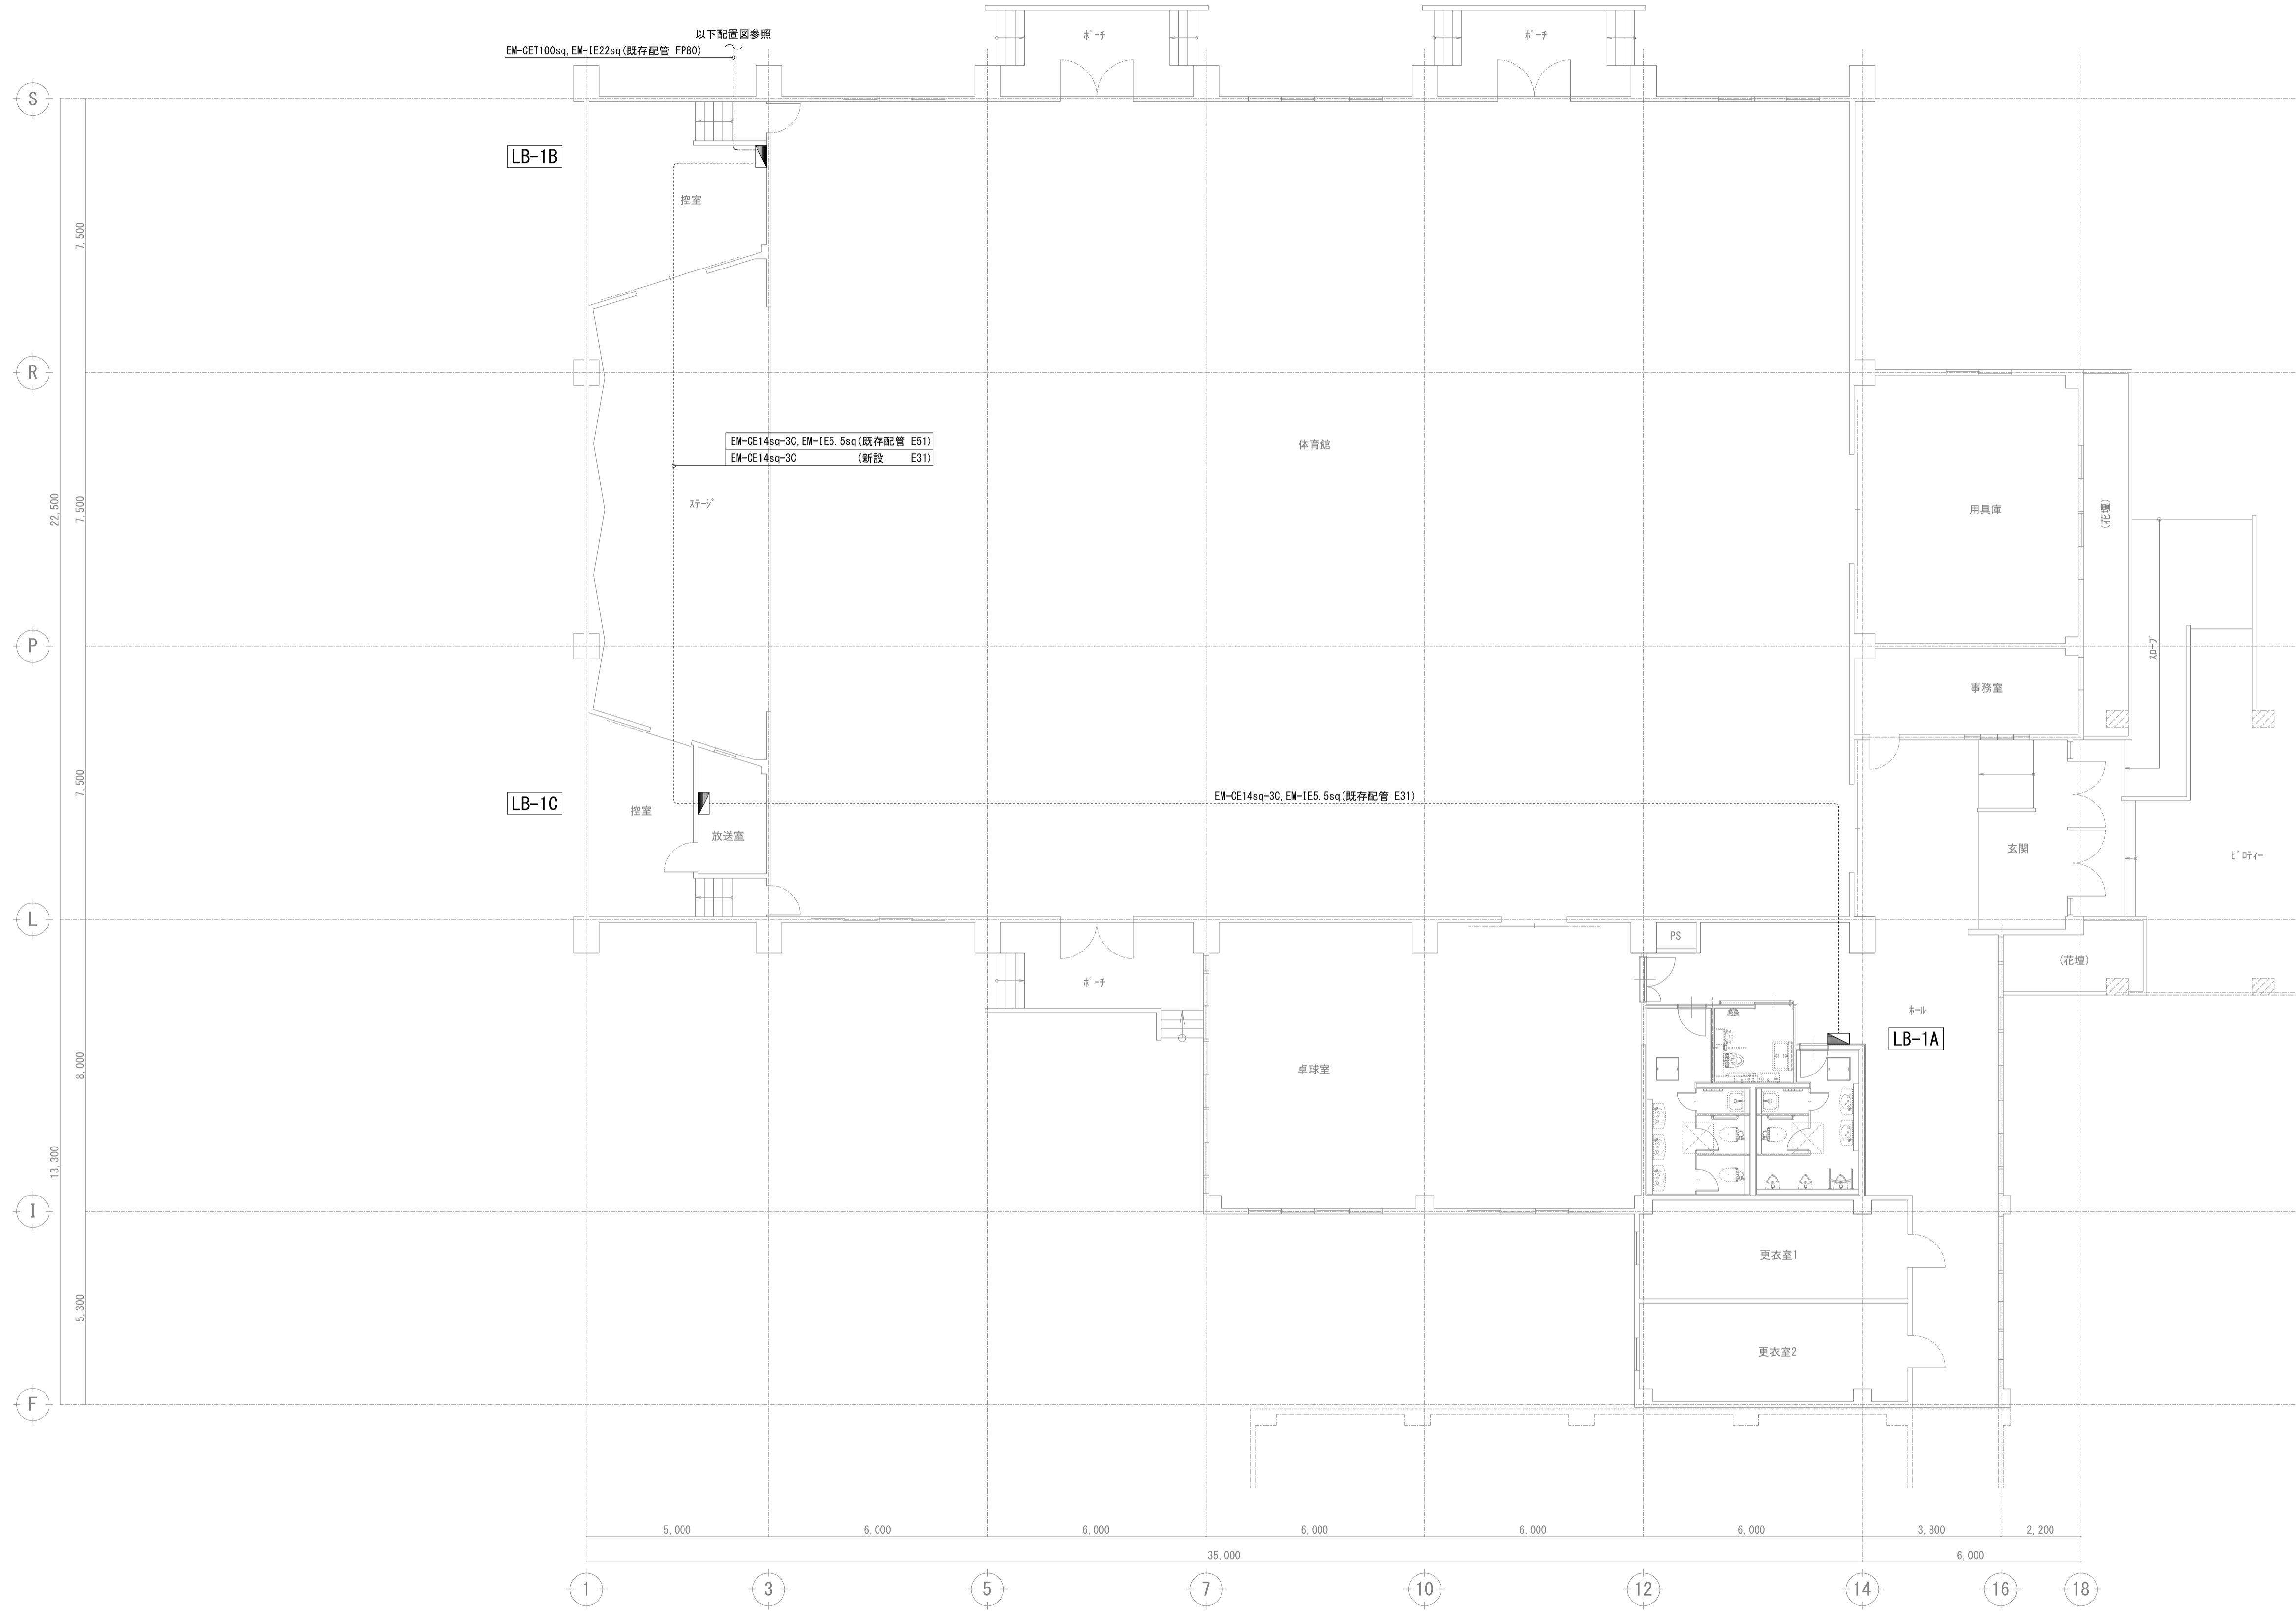 以下配置図参照
EM-CET100sq,EM-IE22sq(既存配管 FP80)
ﾎﾟｰﾁ
ﾎﾟｰﾁ
S
LB-1B
控室
7,500
R
EM-CE14sq-3C,EM-IE5.5sq(既存配管 E51)
EM-CE14sq-3C (新設 E31)
体育館
22,500
7,500
ｽﾃｰｼﾞ
用具庫
(花壇)
P
ｽﾛｰﾌﾟ
事務室
7,500
LB-1C
控室
放送室
EM-CE14sq-3C,EM-IE5.5sq(既存配管 E31)
玄関
ﾋﾟﾛﾃｨｰ
L
PS
(花壇)
ﾎﾟｰﾁ
ﾎｰﾙ
LB-1A
8,000
卓球室
13,300
I
更衣室1
5,300
更衣室2
F
5,000
6,000
6,000
6,000
6,000
6,000
3,800
2,200
35,000
6,000
1
3
5
7
10
12
14
16
18